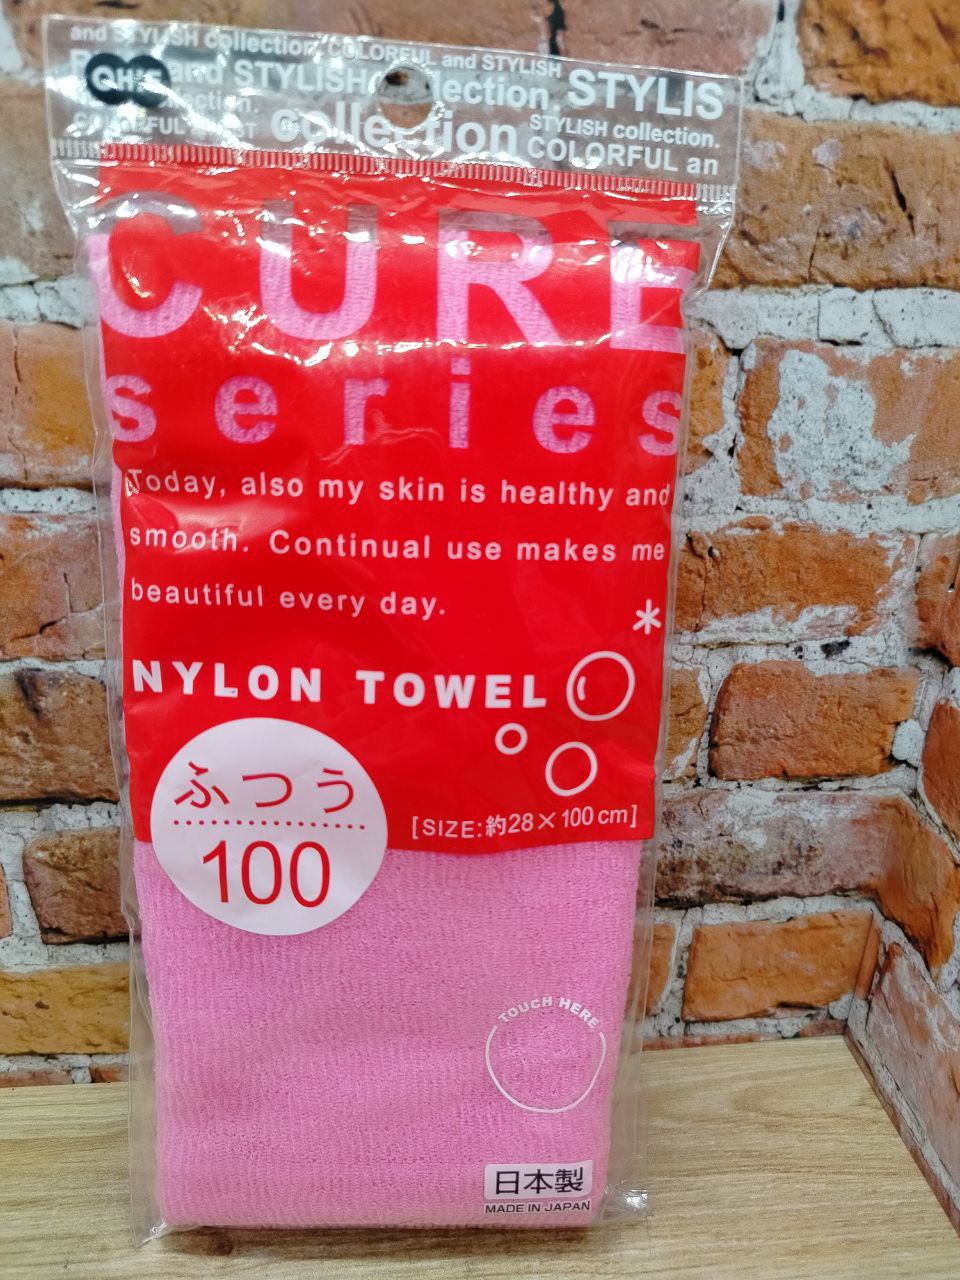 and STYLISH collection. COLORFUL and STYLISH
and STYLISH collection. STYLIS
collection. STYLISH collection.
COLORFUL COLORFUL an
CURE
series
Today, also my skin is healthy and
smooth. Continual use makes me
beautiful every day.
*
NYLON TOWEL
ふつう
100
[SIZE:約28×100cm]
TOUCH HERE
日本製
MADE IN JAPAN